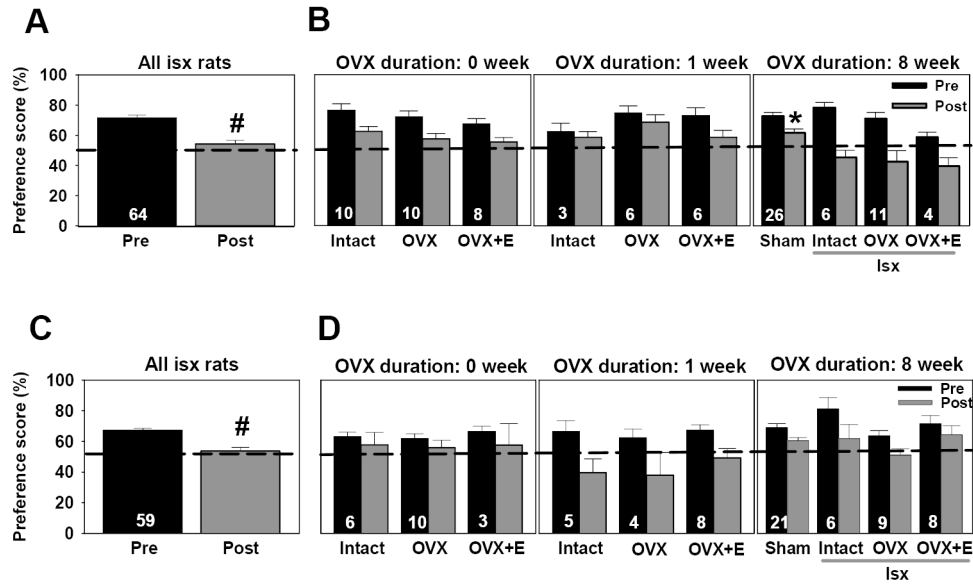 A
B
All isx rats
OVX duration: 0 week
OVX duration: 1 week
OVX duration: 8 week
Preference score (%)
100
80
60
40
20
0
#
*
Pre
Post
64
10
10
8
3
6
6
26
6
11
4
Pre
Post
Intact
OVX
OVX+E
Intact
OVX
OVX+E
Sham
Intact
OVX
OVX+E
Isx
C
D
All isx rats
OVX duration: 0 week
OVX duration: 1 week
OVX duration: 8 week
Preference score (%)
100
80
60
40
20
0
#
Pre
Post
59
6
10
3
5
4
8
21
6
9
8
Pre
Post
Intact
OVX
OVX+E
Intact
OVX
OVX+E
Sham
Intact
OVX
OVX+E
Isx